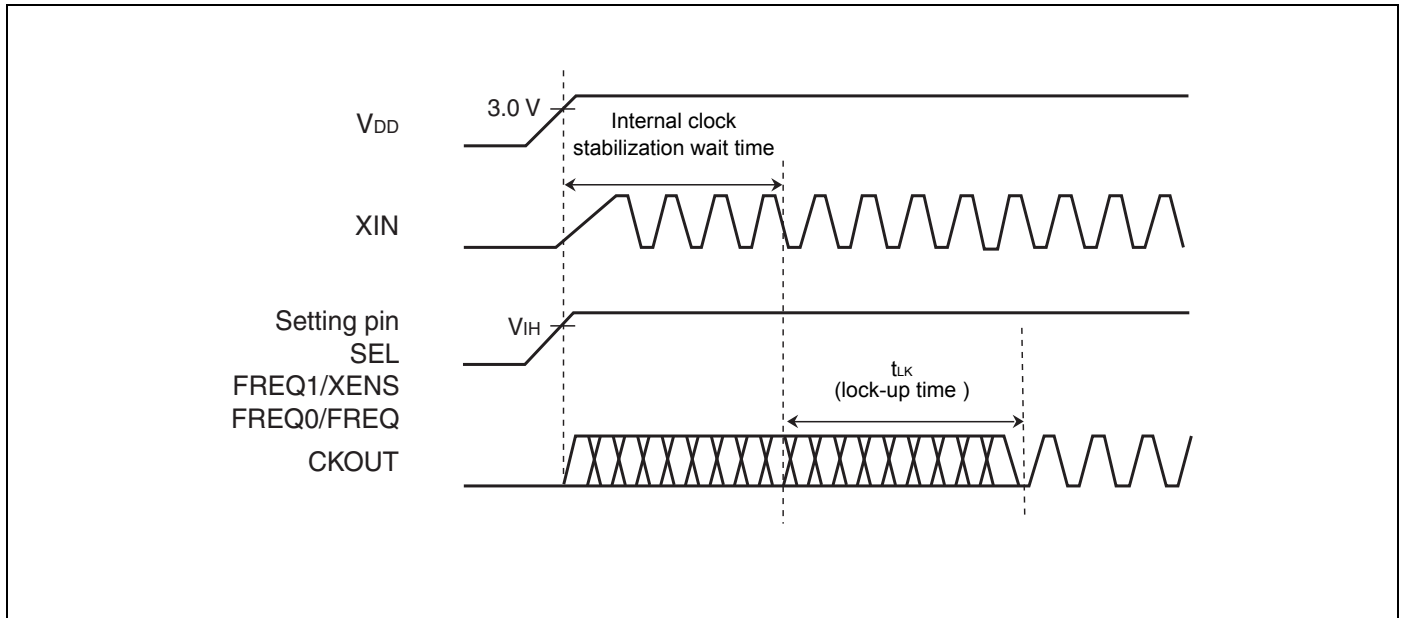 VDD
3.0 V
Internal clock
stabilization wait time
XIN
Setting pin
SEL
FREQ1/XENS
FREQ0/FREQ
VIH
tLK
(lock-up time )
CKOUT